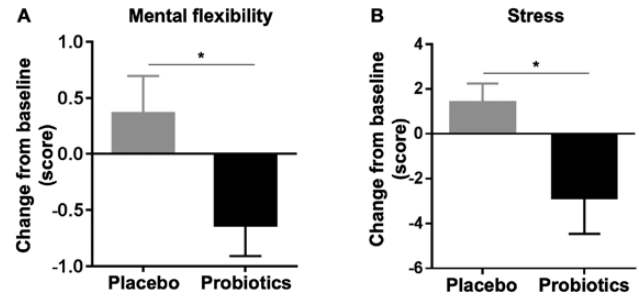 A
Mental flexibility
Change from baseline
(score)
1.0
0.5
0.0
-0.5
-1.0
*
Placebo
Probiotics
B
Stress
Change from baseline
(score)
4
2
0
-2
-4
-6
*
Placebo
Probiotics